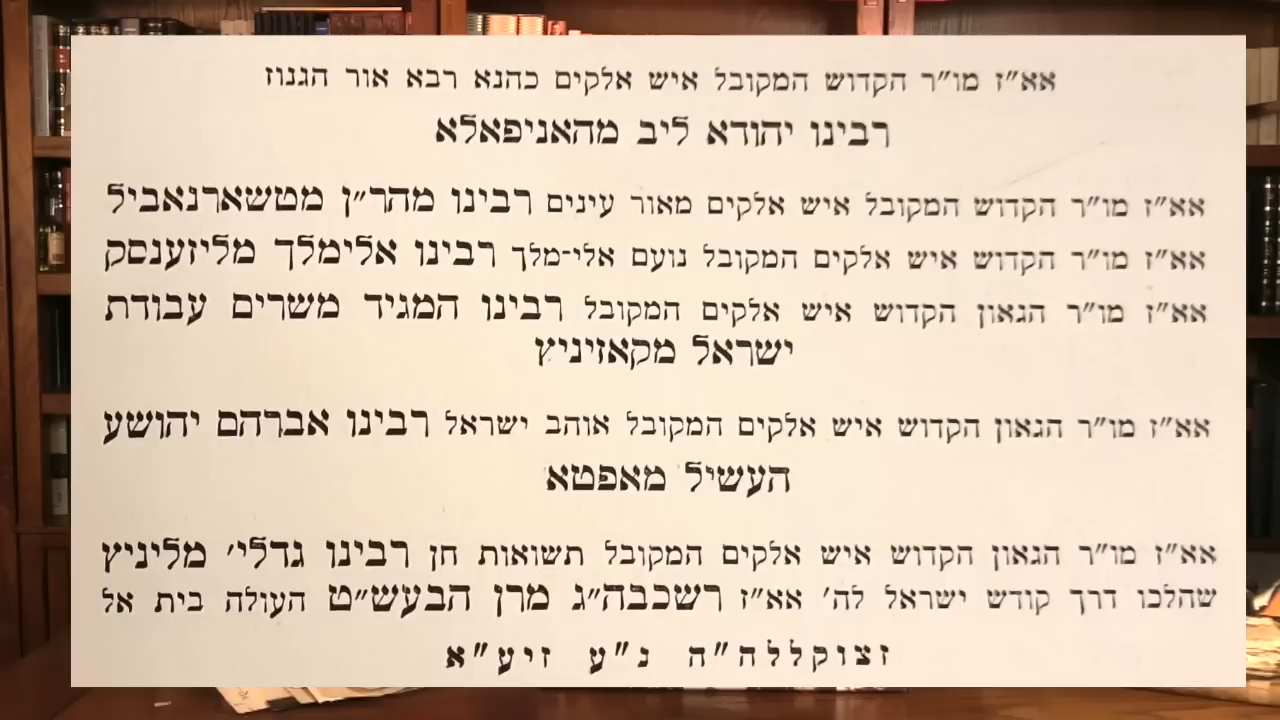 אא״ז מו״ר הקדוש המקובל איש אלקים כהנא רבא אור הגנוז
רבינו יהודא ליב מהאניפאלא
אא״ז מו״ר הקדוש המקובל איש אלקים מאור עינים רבינו מהר״ן מטשארנאביל
אא״ז מו״ר הקדוש איש אלקים המקובל נועם אלי-מלך רבינו אלימלך מליזענסק
אא״ז מו״ר הגאון הקדוש איש אלקים המקובל רבינו המגיד משרים עבודת
ישראל מקאזיניץ
אא״ז מו״ר הגאון הקדוש איש אלקים המקובל אוהב ישראל רבינו אברהם יהושע
העשיל מאפטא
אא״ז מו״ר הגאון הקדוש איש אלקים המקובל תשואות חן רבינו גדלי׳ מליניץ
שהלכו דרך קודש ישראל לה׳ אא״ז רשכבה״ג מרן הבעש״ט העולה בית אל
זצוקללה״ה נ״ע זיע״א